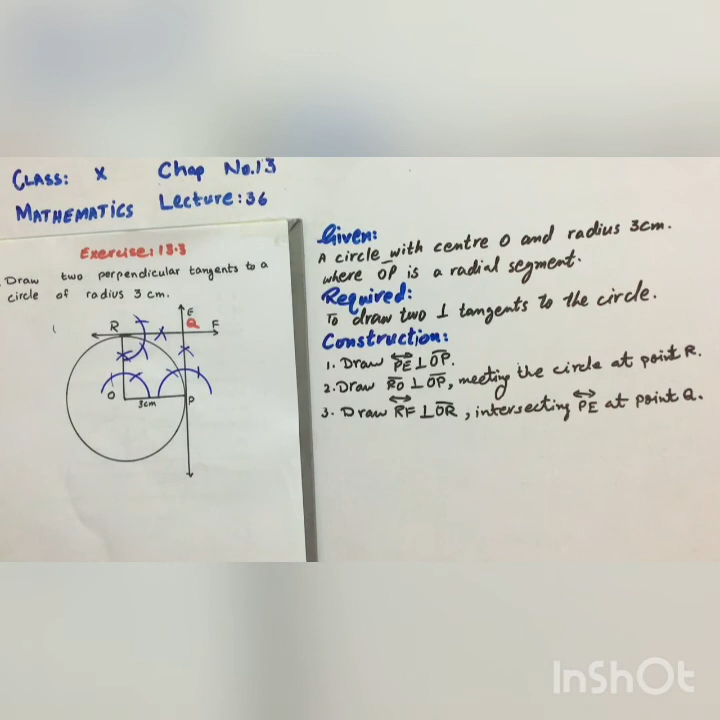 CLASS: X Chap No.13
MATHEMATICS Lecture: 36
Exercise: 13.3
Draw two perpendicular tangents to a
circle of radius 3 cm.
E
R Q F
O P
3cm
Given:
A circle with centre O and radius 3cm.
where OP is a radial segment.
Required:
To draw two ⊥ tangents to the circle.
Construction:
1. Draw PE ⊥ OP.
2. Draw RO ⊥ OP, meeting the circle at point R.
3. Draw RF ⊥ OR, intersecting PE at point Q.
InShOt